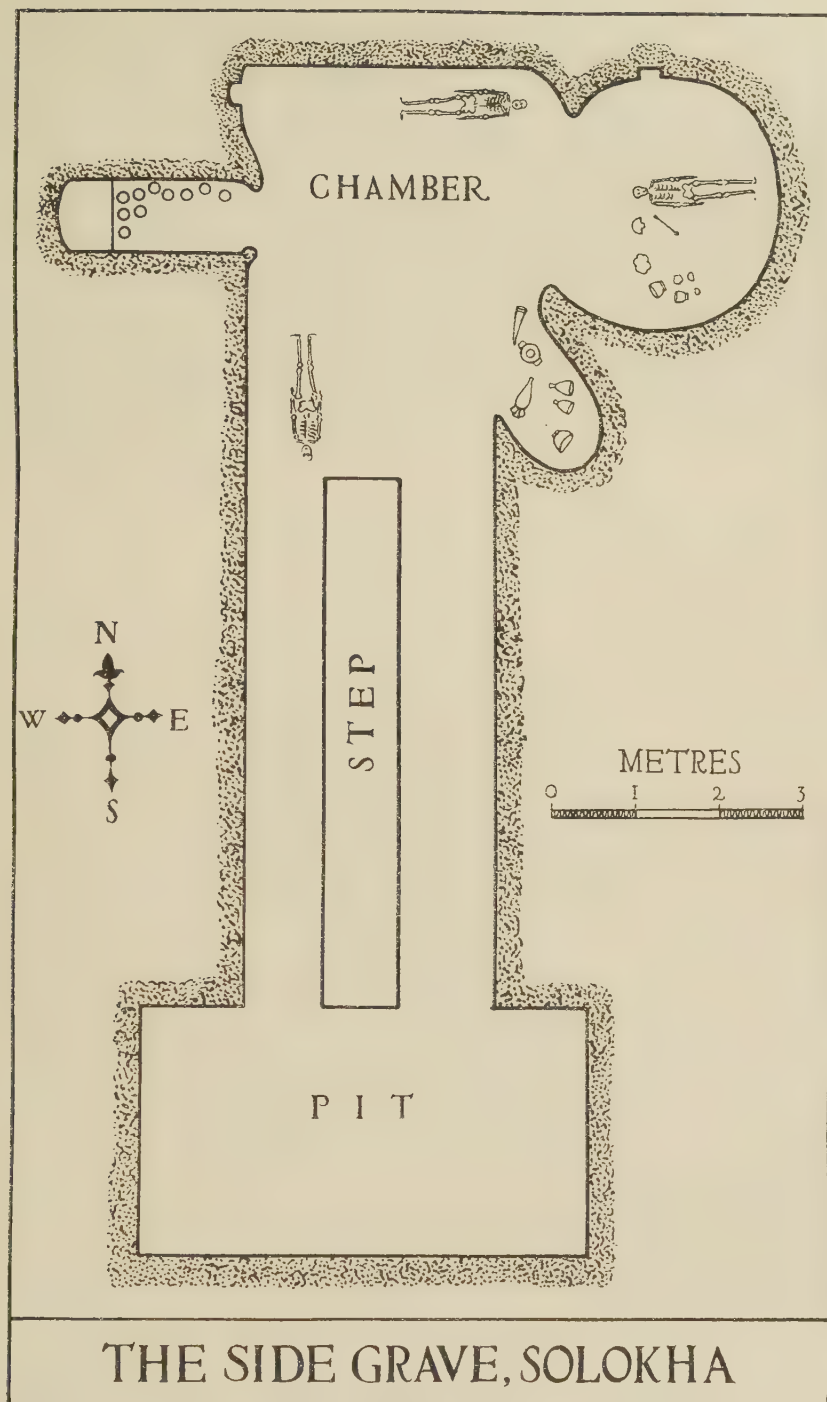 CHAMBER
N
W E
S
STEP
METRES
0 1 2 3
PIT
THE SIDE GRAVE, SOLOKHA